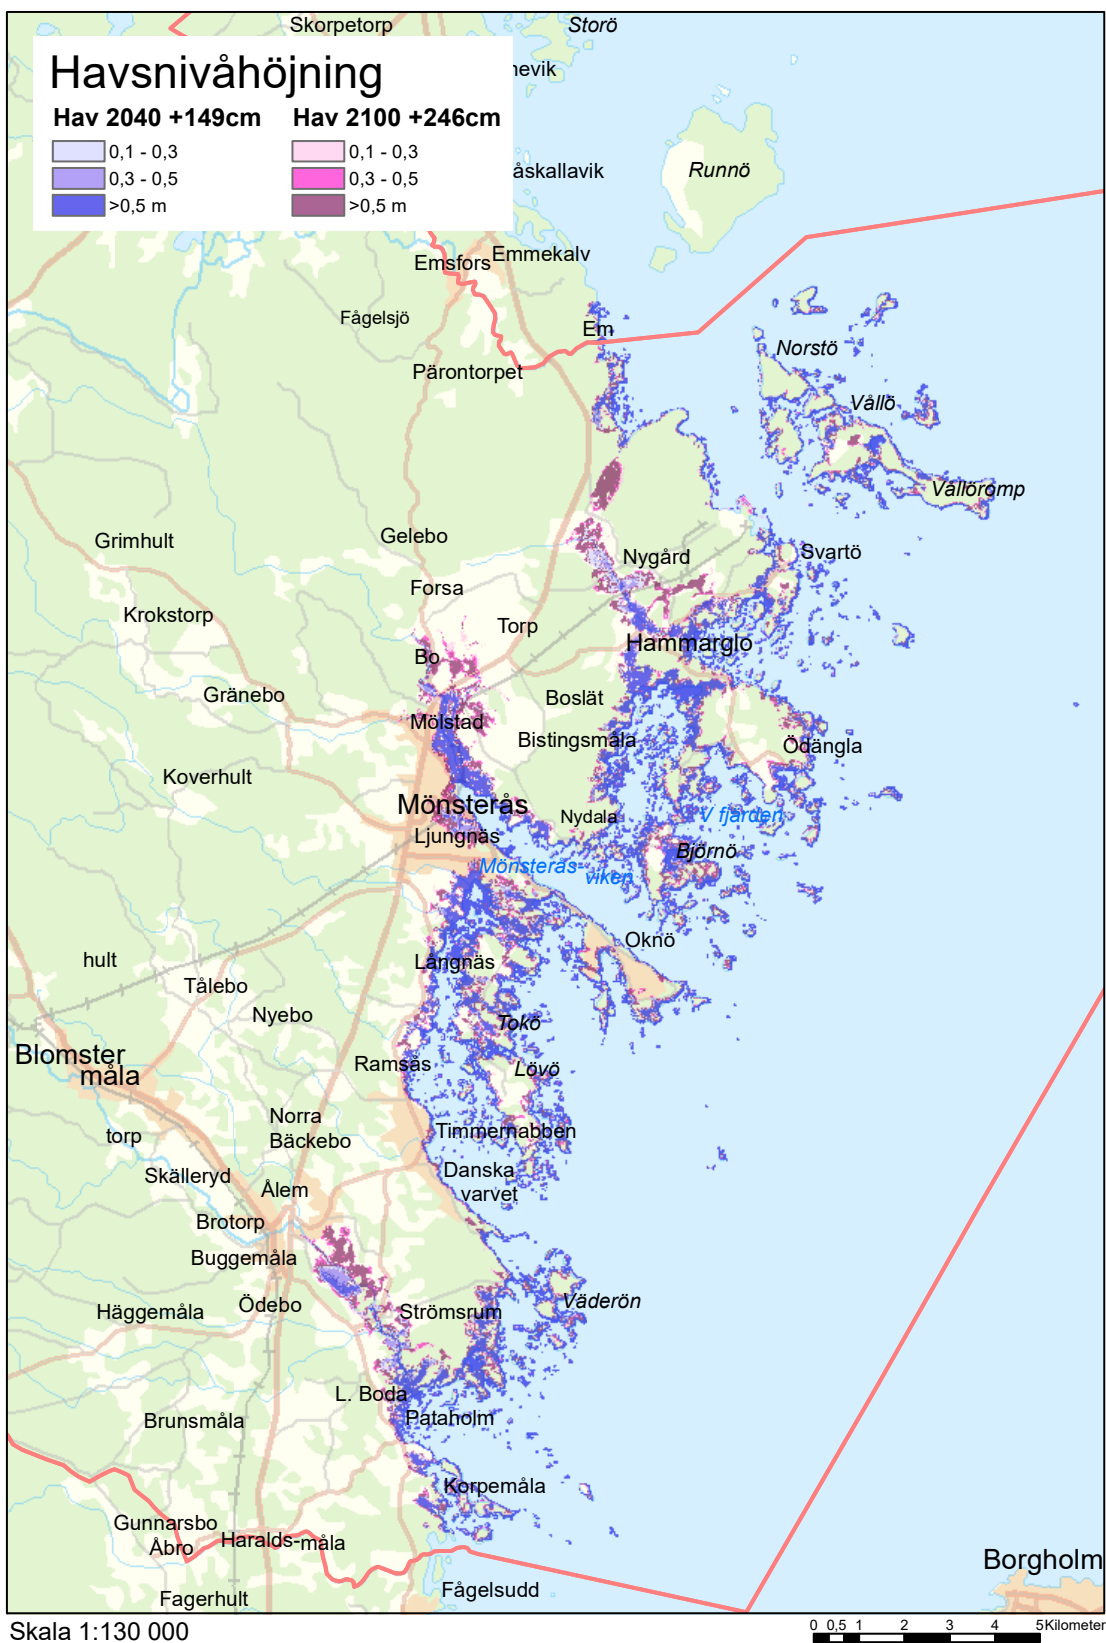 Skorpetorp
Storö
Havsnivåhöjning
Hav 2040 +149cm
Hav 2100 +246cm
0,1 - 0,3
0,1 - 0,3
0,3 - 0,5
0,3 - 0,5
>0,5 m
>0,5 m
nevik
åskallavik
Runnö
Emmekalv
Emsfors
Fågelsjö
Em
Norstö
Pärontorpet
Vållö
Vållöromp
Gelebo
Grimhult
Nygård
Svartö
Forsa
Krokstorp
Torp
Hammarglo
Bo
Gränebo
Boslät
Mölstad
Bistingsmåla
Ödängla
Koverhult
Mönsterås
Nydala
V fjärden
Ljungnäs
Björnö
Mönsterås-
viken
Oknö
hult
Långnäs
Tålebo
Nyebo
Tokö
Blomster
måla
Ramsås
Lövö
Norra
Bäckebo
torp
Timmernabben
Skälleryd
Danska
varvet
Ålem
Brotorp
Buggemåla
Väderön
Häggemåla
Ödebo
Strömsrum
L. Boda
Brunsmåla
Pataholm
Korpemåla
Gunnarsbo
Åbro
Haralds-måla
Borgholm
Fågelsudd
Fagerhult
Skala 1:130 000
0 0,5 1 2 3 4 5 Kilometer